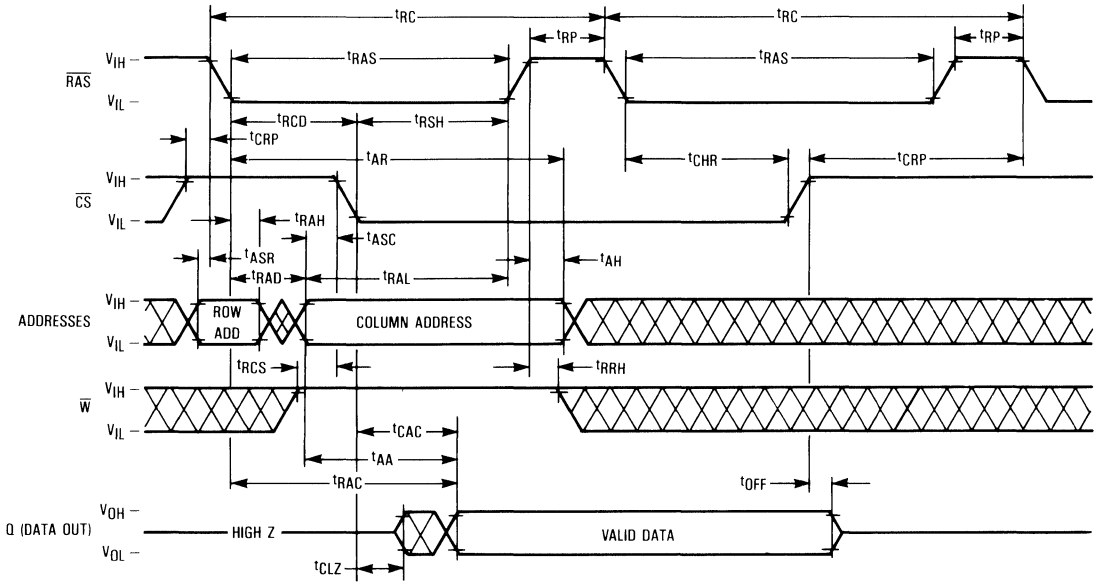 tRC tRC
tRP tRP
tRAS tRAS
VIH
RAS
VIL
tRCD tRSH
tCRP
tAR tCHR tCRP
VIH
CS
VIL
tRAH
tASC
tASR
tRAD tRAL tAH
VIH
ADDRESSES ROW ADD COLUMN ADDRESS
VIL
tRCS tRRH
VIH
W
VIL
tCAC
tAA
tRAC tOFF
VOH
Q (DATA OUT) HIGH Z VALID DATA
VOL
tCLZ